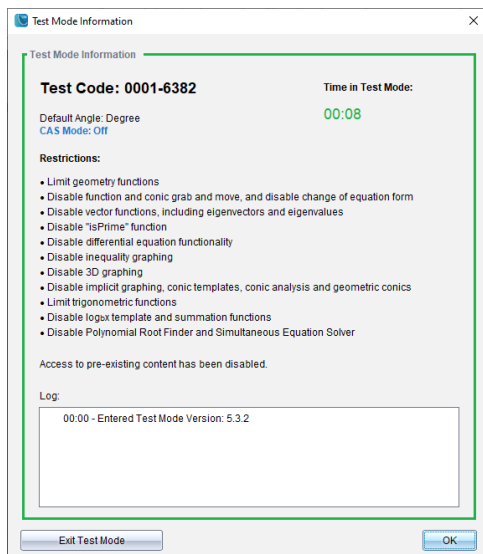 Test Mode Information
Test Mode Information
Test Code: 0001-6382
Time in Test Mode:
Default Angle: Degree
00:08
CAS Mode: Off
Restrictions:
• Limit geometry functions
• Disable function and conic grab and move, and disable change of equation form
• Disable vector functions, including eigenvectors and eigenvalues
• Disable "isPrime" function
• Disable differential equation functionality
• Disable inequality graphing
• Disable 3D graphing
• Disable implicit graphing, conic templates, conic analysis and geometric conics
• Limit trigonometric functions
• Disable logbx template and summation functions
• Disable Polynomial Root Finder and Simultaneous Equation Solver
Access to pre-existing content has been disabled.
Log:
00:00 - Entered Test Mode Version: 5.3.2
Exit Test Mode
OK